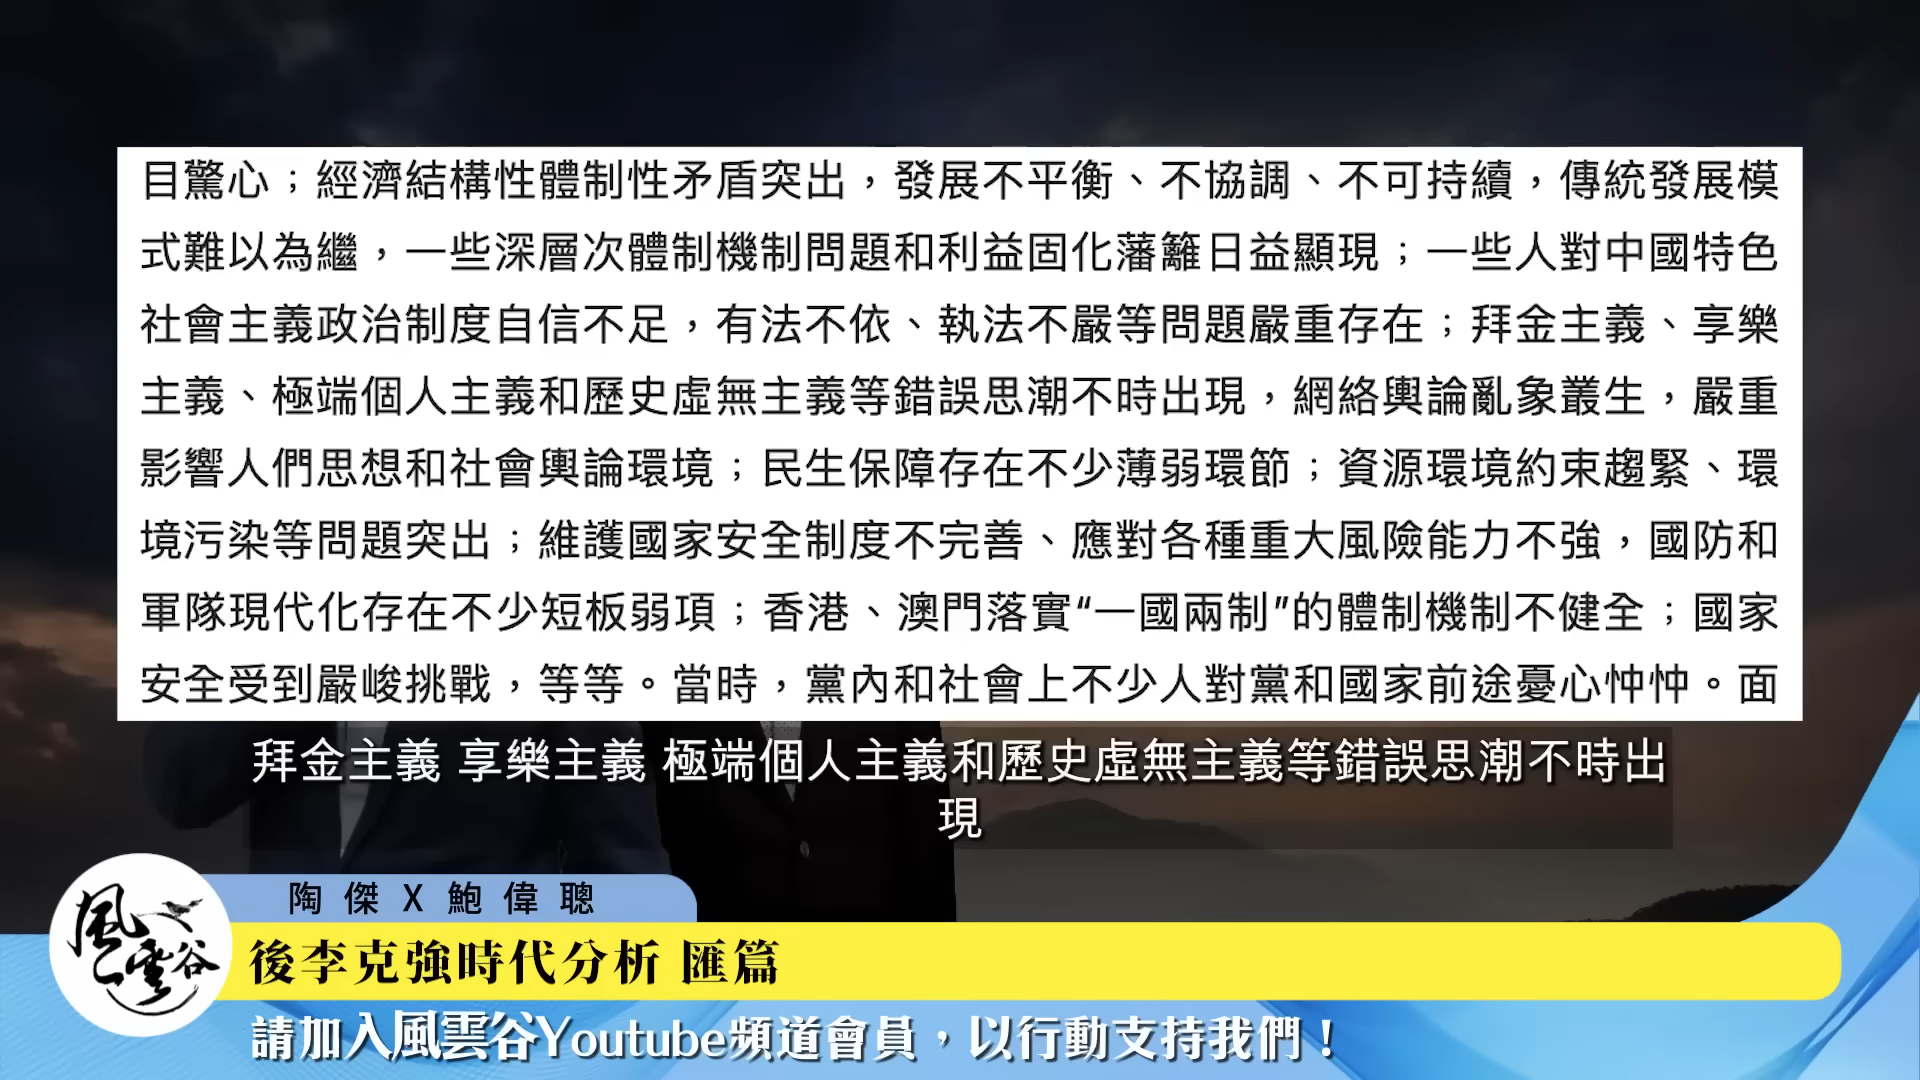 目驚心；經濟結構性體制性矛盾突出，發展不平衡、不協調、不可持續，傳統發展模
式難以為繼，一些深層次體制機制問題和利益固化藩籬日益顯現；一些人對中國特色
社會主義政治制度自信不足，有法不依、執法不嚴等問題嚴重存在；拜金主義、享樂
主義、極端個人主義和歷史虛無主義等錯誤思潮不時出現，網絡輿論亂象叢生，嚴重
影響人們思想和社會輿論環境；民生保障存在不少薄弱環節；資源環境約束趨緊、環
境污染等問題突出；維護國家安全制度不完善、應對各種重大風險能力不強，國防和
軍隊現代化存在不少短板弱項；香港、澳門落實“一國兩制”的體制機制不健全；國家
安全受到嚴峻挑戰，等等。當時，黨內和社會上不少人對黨和國家前途憂心忡忡。面
拜金主義 享樂主義 極端個人主義和歷史虛無主義等錯誤思潮不時出
現
陶傑X鮑偉聰
風雲谷
後李克強時代分析 匯篇
請加入風雲谷Youtube頻道會員，以行動支持我們！